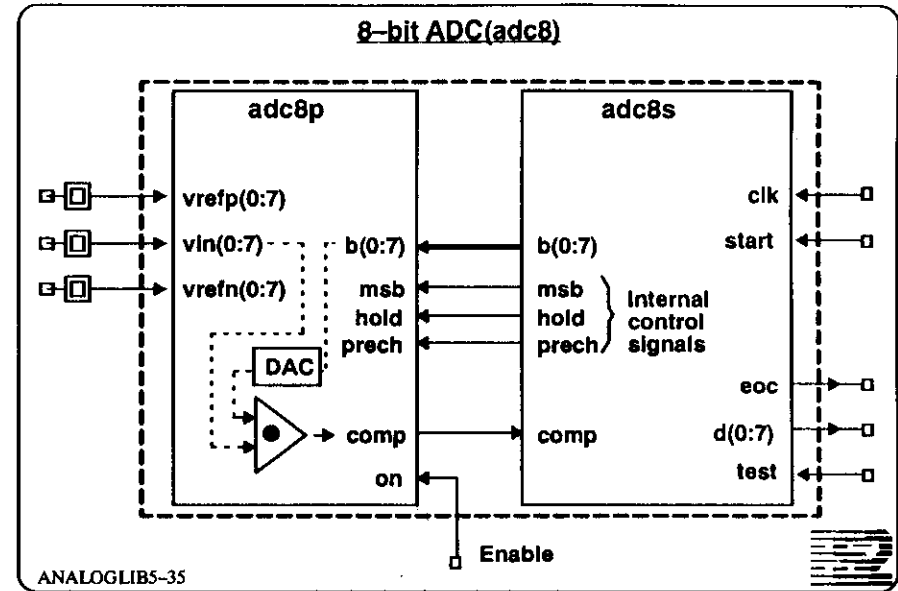 8–bit ADC(adc8)
adc8p
adc8s
vrefp(0:7)
vin(0:7)
vrefn(0:7)
b(0:7)
msb
hold
prech
DAC
comp
on
clk
start
b(0:7)
msb
hold
prech
Internal
control
signals
eoc
d(0:7)
comp
test
Enable
ANALOGLIB5–35